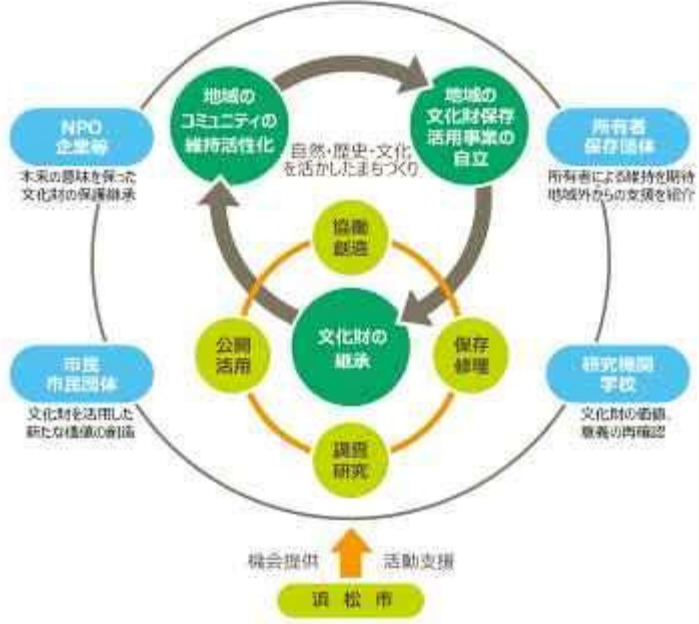 地域の
コミュニティの
維持活性化
地域の
文化財保存
活用事業の
自立
自然・歴史・文化
を活かしたまちづくり
NPO
企業等
本来の意味を保った
文化財の保護継承
所有者
保存団体
所有者による維持を期待
地域外からの支援を紹介
協働
創造
文化財の
継承
公開
活用
保存
修理
調査
研究
市民
市民団体
文化財を活用した
新たな価値の創造
研究機関
学校
文化財の価値、
意義の再確認
機会提供
活動支援
浜松市